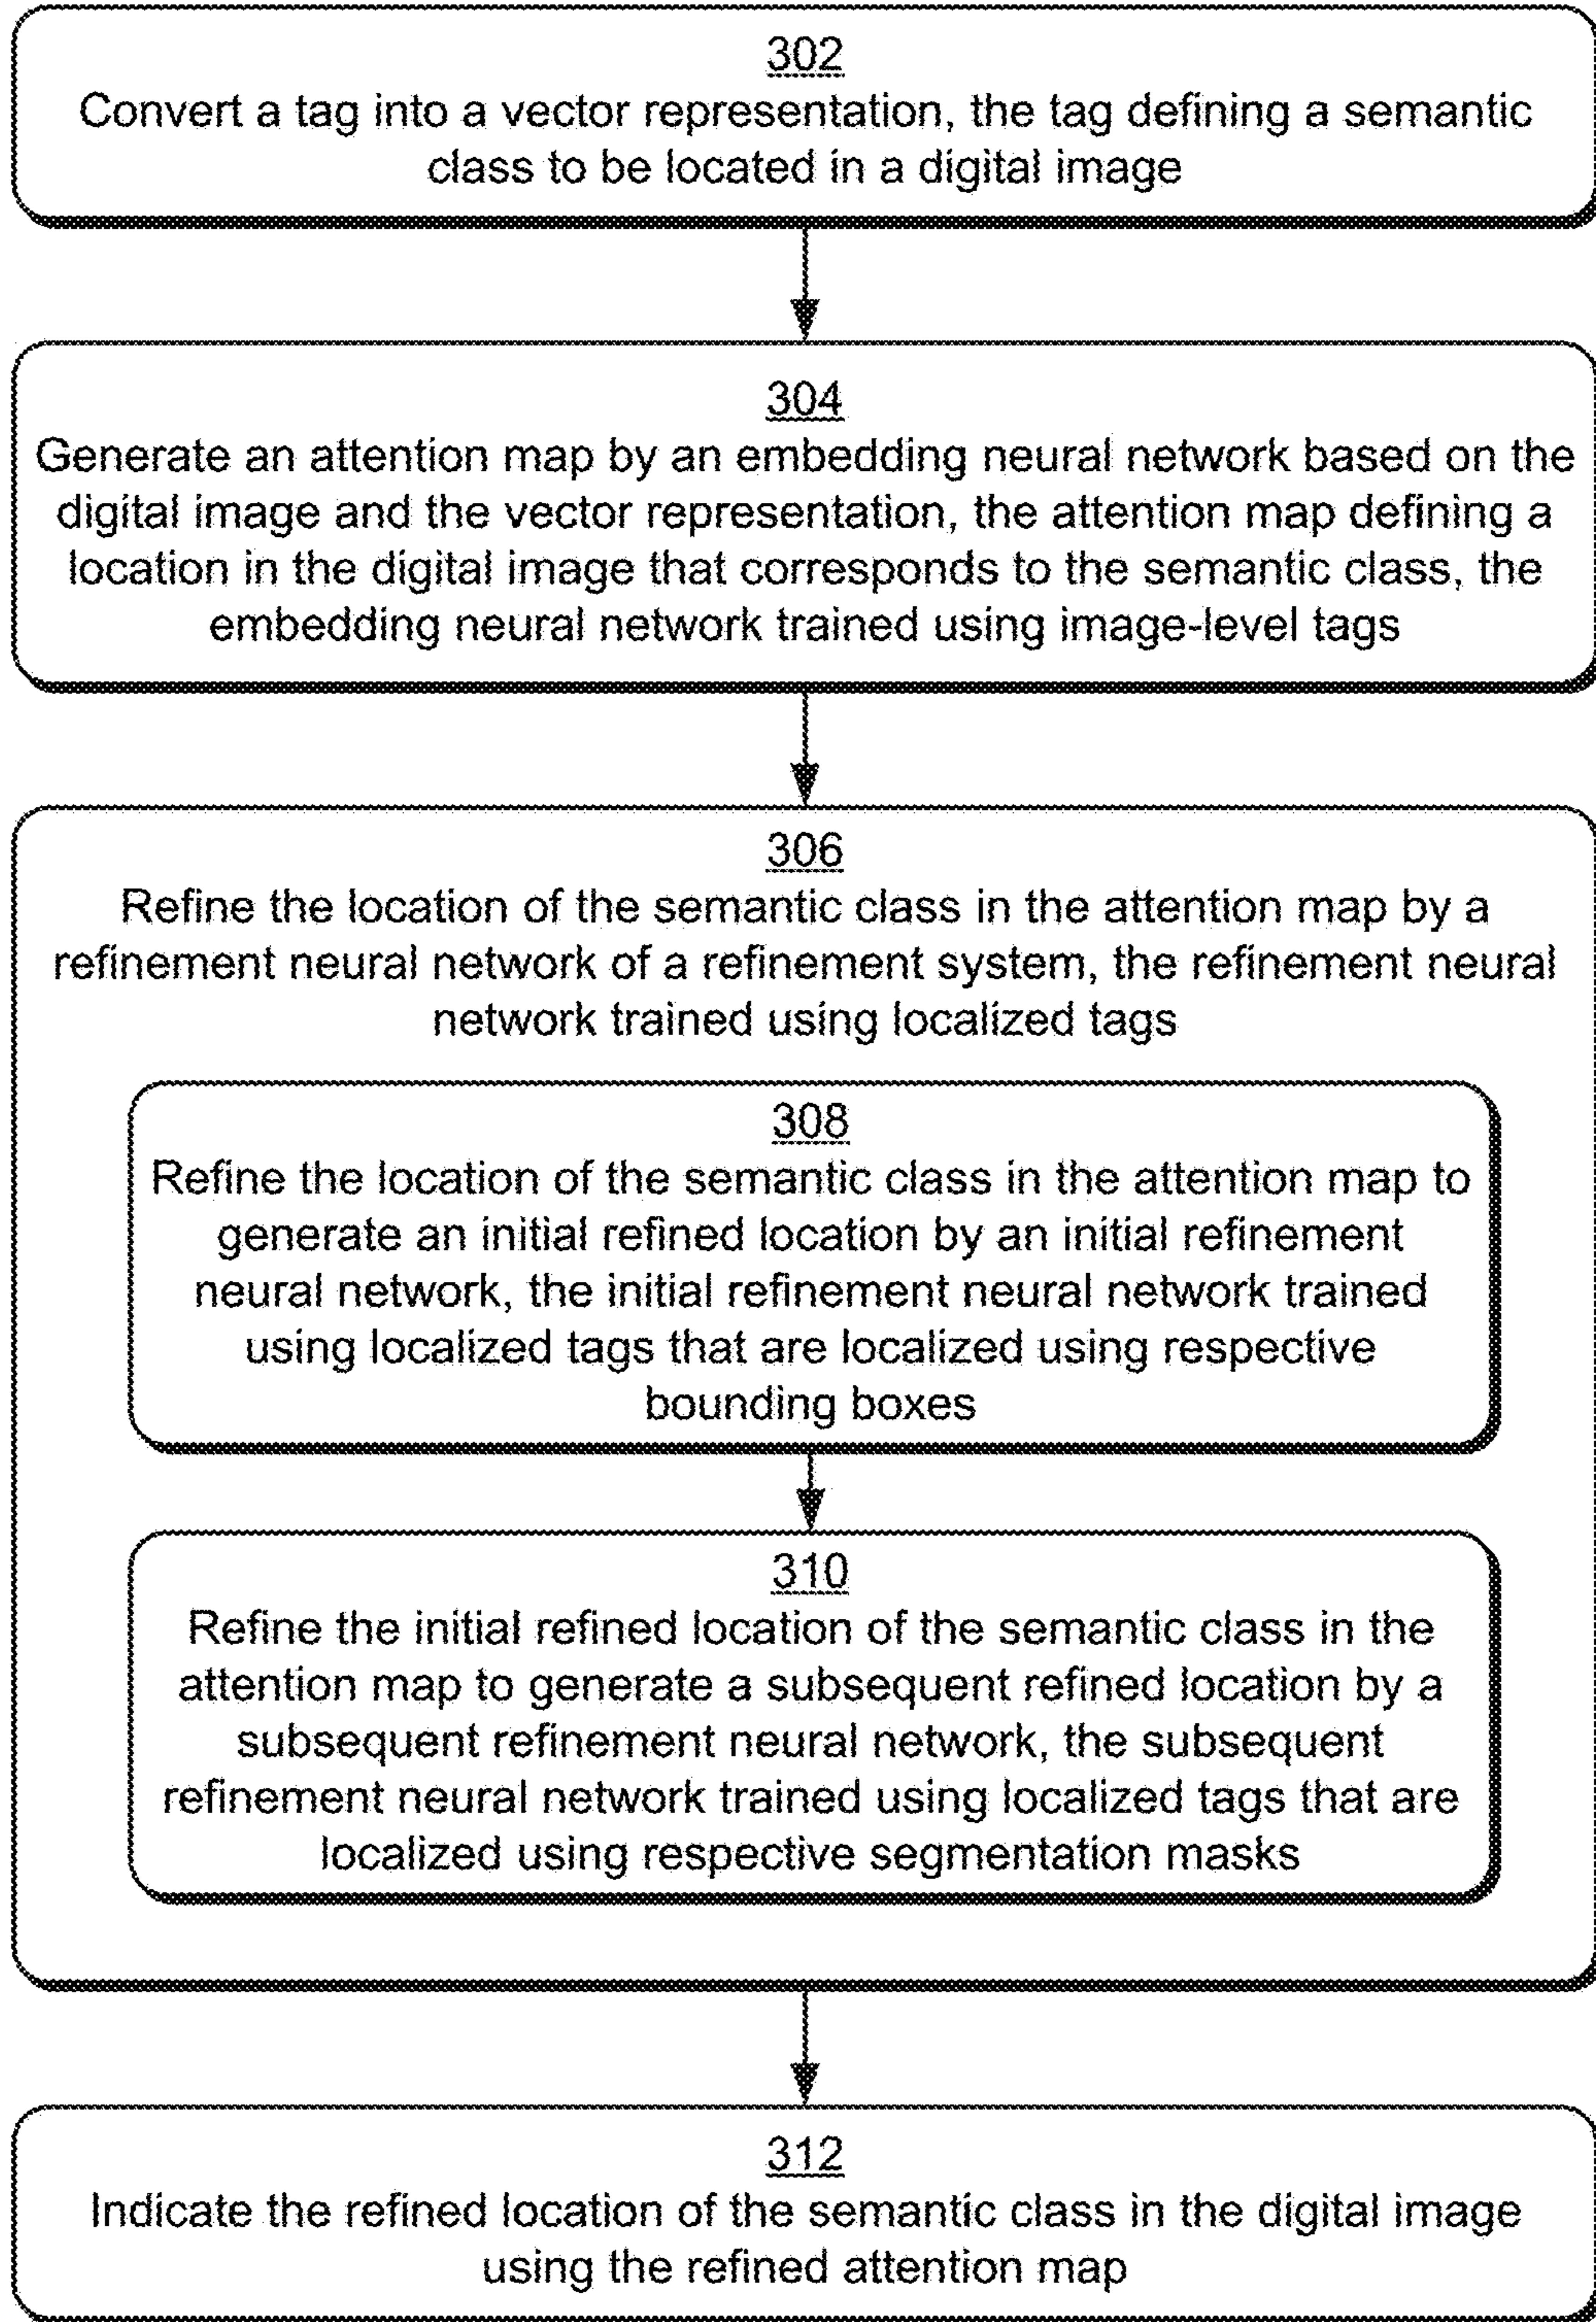 302
Convert a tag into a vector representation, the tag defining a semantic
class to be located in a digital image
304
Generate an attention map by an embedding neural network based on the
digital image and the vector representation, the attention map defining a
location in the digital image that corresponds to the semantic class, the
embedding neural network trained using image-level tags
306
Refine the location of the semantic class in the attention map by a
refinement neural network of a refinement system, the refinement neural
network trained using localized tags
308
Refine the location of the semantic class in the attention map to
generate an initial refined location by an initial refinement
neural network, the initial refinement neural network trained
using localized tags that are localized using respective
bounding boxes
310
Refine the initial refined location of the semantic class in the
attention map to generate a subsequent refined location by a
subsequent refinement neural network, the subsequent
refinement neural network trained using localized tags that are
localized using respective segmentation masks
312
Indicate the refined location of the semantic class in the digital image
using the refined attention map